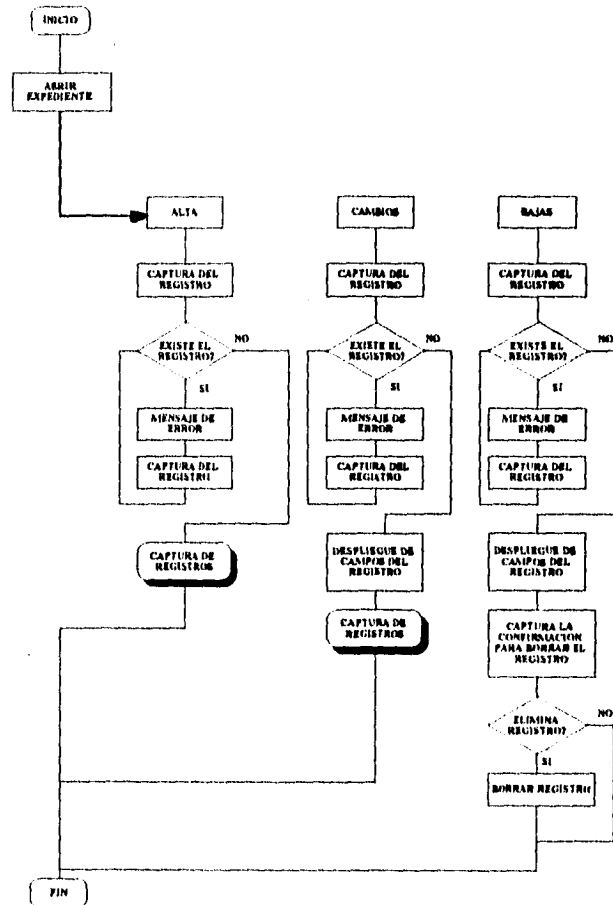 INICIO
ABRIR
EXPEDIENTE
ALTA
CAPTURA DEL
REGISTRO
EXISTE EL
REGISTRO?
NO
SI
MENSAJE DE
ERROR
CAPTURA DEL
REGISTRO
CAPTURA DE
REGISTROS
CAMBIOS
CAPTURA DEL
REGISTRO
EXISTE EL
REGISTRO?
NO
SI
MENSAJE DE
ERROR
CAPTURA DEL
REGISTRO
DESPLIEGUE DE
CAMPOS DEL
REGISTRO
CAPTURA DE
REGISTROS
BAJAS
CAPTURA DEL
REGISTRO
EXISTE EL
REGISTRO?
NO
SI
MENSAJE DE
ERROR
CAPTURA DEL
REGISTRO
DESPLIEGUE DE
CAMPOS DEL
REGISTRO
CAPTURA LA
CONFIRMACION
PARA BORRAR EL
REGISTRO
ELIMINA
REGISTRO?
NO
SI
BORRAR REGISTRO
FIN